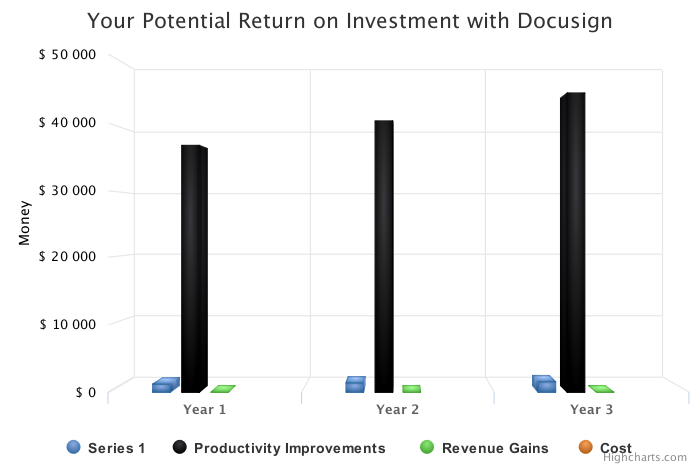 Your Potential Return on Investment with Docusign
$ 50 000
$ 40 000
$ 30 000
$ 20 000
$ 10 000
$ 0
Money
Year 1
Year 2
Year 3
Series 1
Productivity Improvements
Revenue Gains
Cost
Highcharts.com